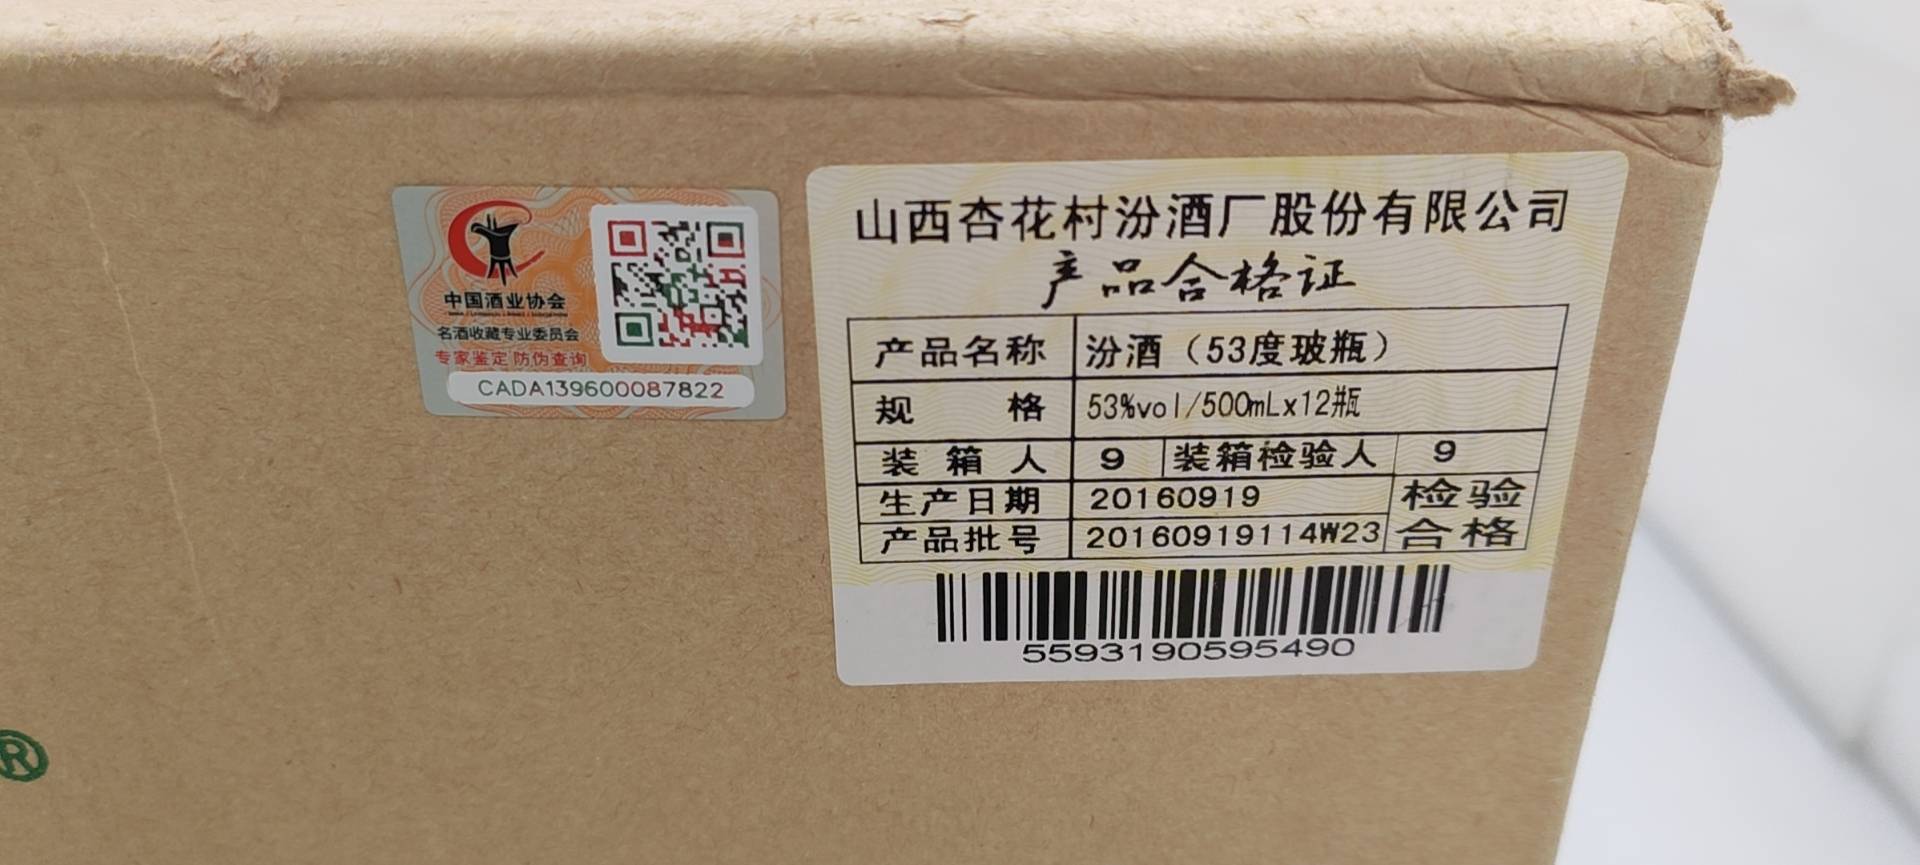 中国酒业协会
名酒收藏专业委员会
专家鉴定 防伪查询
CADA139600087822
山西杏花村汾酒厂股份有限公司
产品合格证
产品名称 汾酒（53度玻瓶）
规 格 53%vol/500mLx12瓶
装 箱 人 9 装箱检验人 9
生产日期 20160919 检验
产品批号 20160919114W23 合格
5593190595490
®